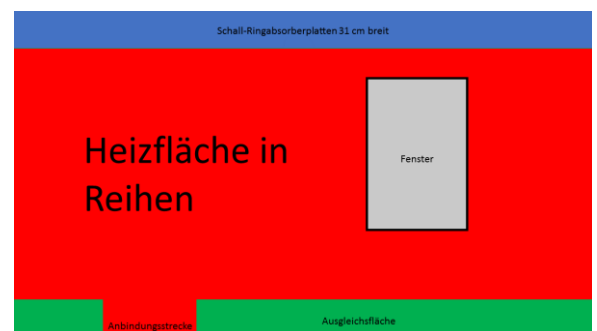 Schall-Ringabsorberplatten 31 cm breit
Heizfläche in
Reihen
Fenster
Anbindungsstrecke
Ausgleichsfläche